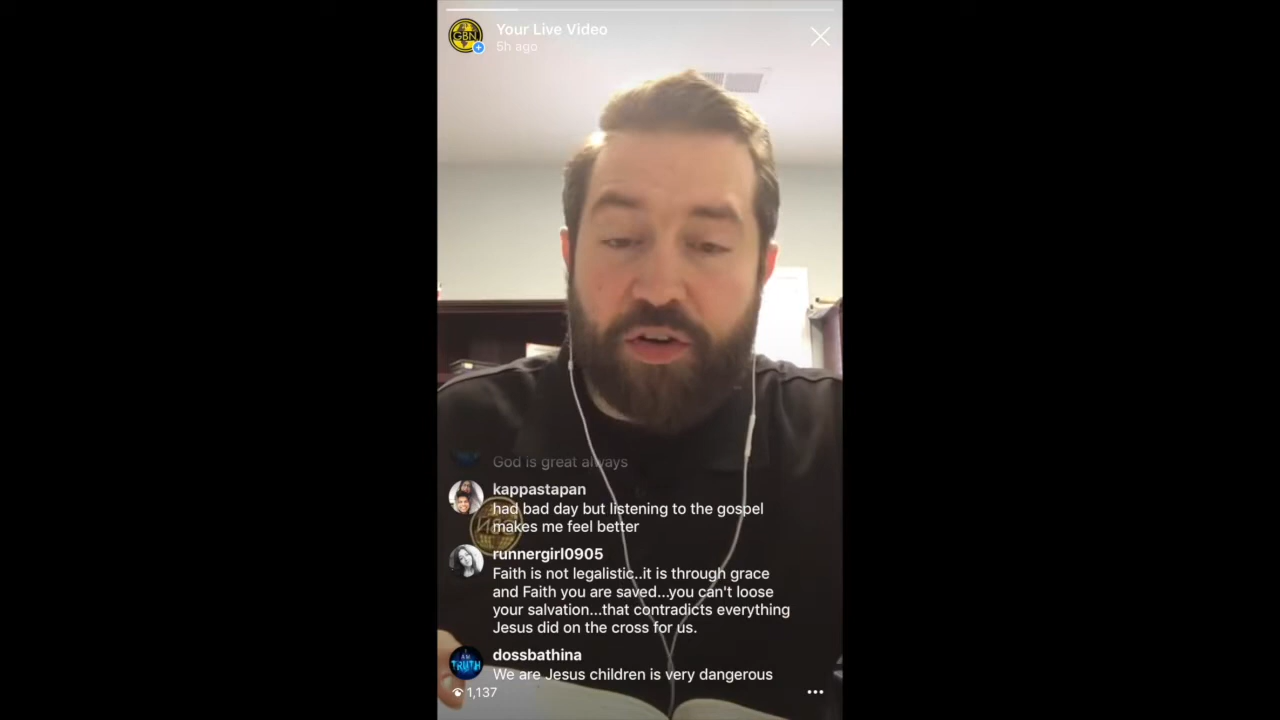 GBN
Your Live Video
5h ago
God is great always
kappastapan
had bad day but listening to the gospel
makes me feel better
runnergirl0905
Faith is not legalistic..it is through grace
and Faith you are saved...you can't loose
your salvation...that contradicts everything
Jesus did on the cross for us.
dossbathina
We are Jesus children is very dangerous
I AM
TRUTH
1,137